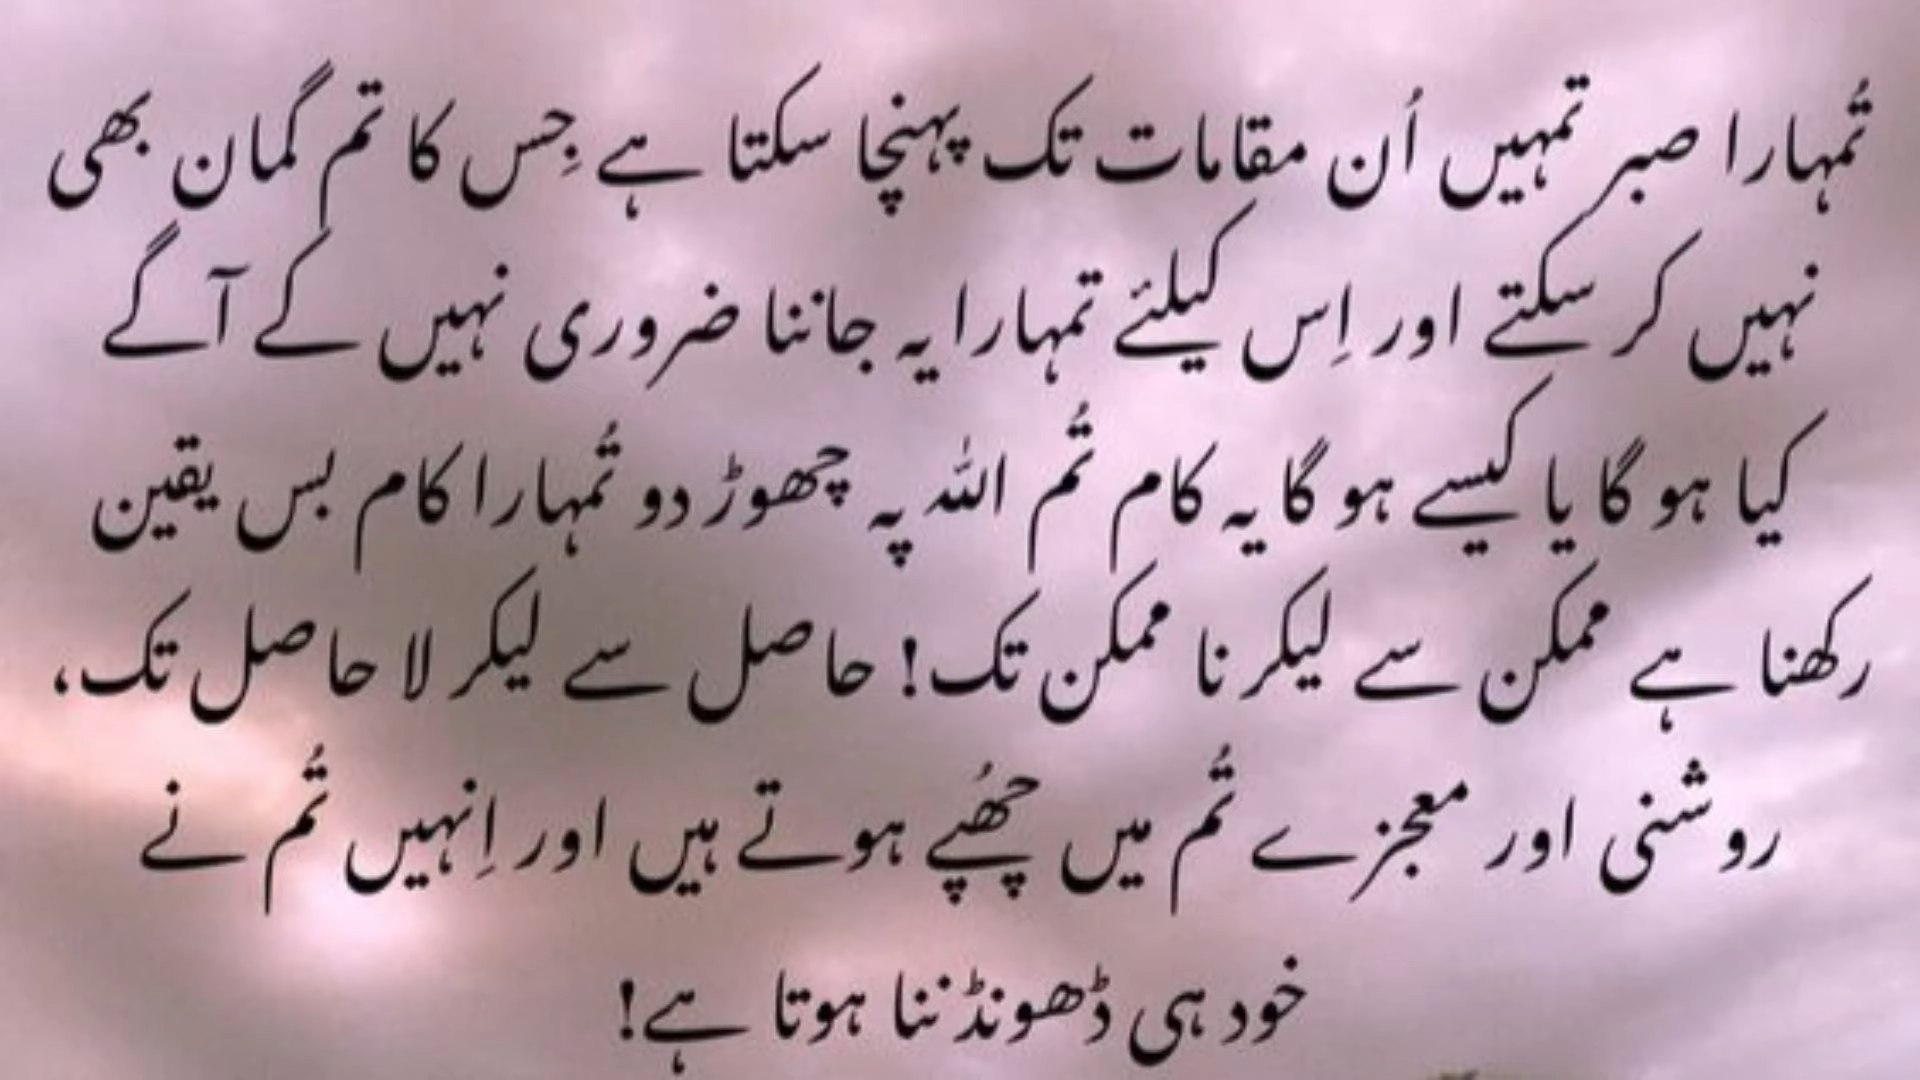 تُمہارا صبر تمہیں اُن مقامات تک پہنچا سکتا ہے جِس کا تم گمان بھی
نہیں کر سکتے اور اِس کیلئے تمہارا یہ جاننا ضروری نہیں کے آگے
کیا ہو گا یا کیسے ہو گا یہ کام تُم اللہ پہ چھوڑ دو تُمہارا کام بس یقین
رکھنا ہے ممکن سے لیکر نا ممکن تک! حاصل سے لیکر لا حاصل تک،
روشنی اور معجزے تُم میں چھُپے ہوتے ہیں اور اِنہیں تُم نے
خود ہی ڈھونڈننا ہوتا ہے!